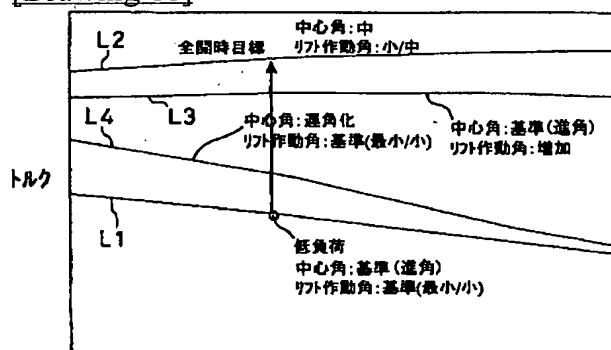 L2
全開時目標
中心角:中
リフト作動角:小/中
L3
L4
中心角:遅角化
リフト作動角:基準(最小/小)
中心角:基準(進角)
リフト作動角:増加
トルク
L1
低負荷
中心角:基準(進角)
リフト作動角:基準(最小/小)